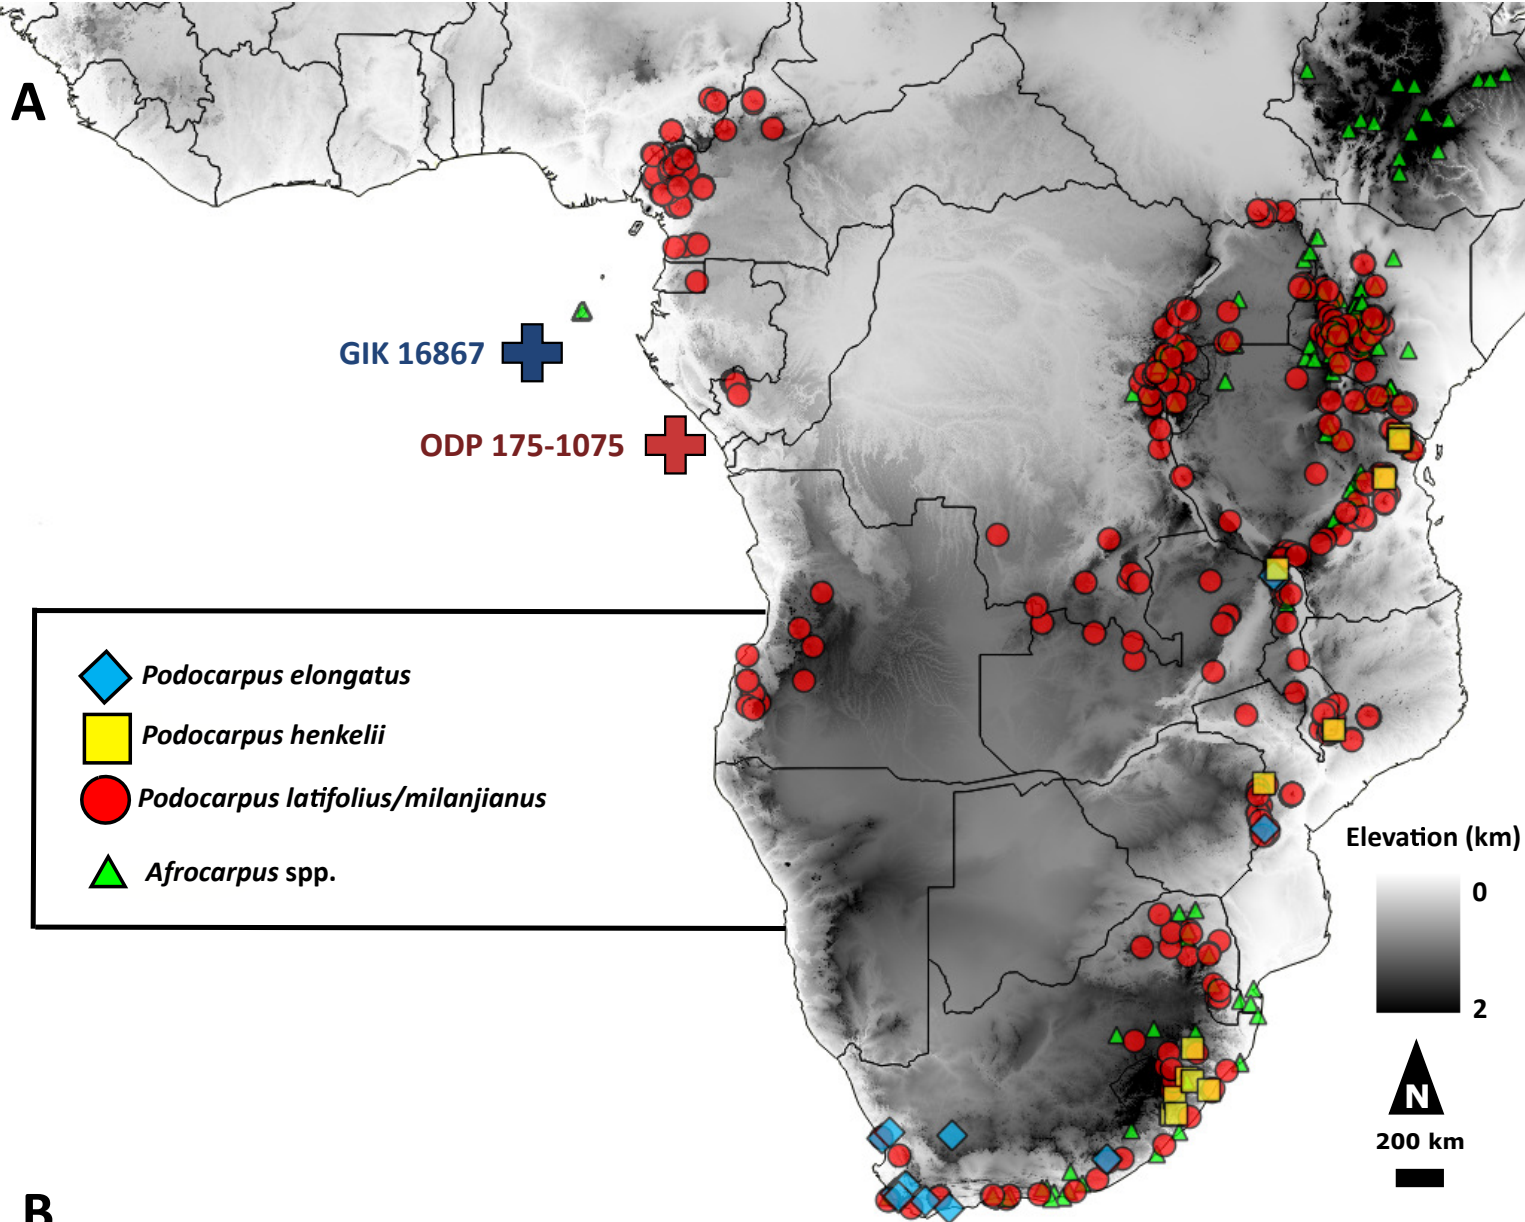 A
GIK 16867
ODP 175-1075
Podocarpus elongatus
Podocarpus henkelii
Podocarpus latifolius/milanjianus
Afrocarpus spp.
Elevation (km)
0
2
N
200 km
B